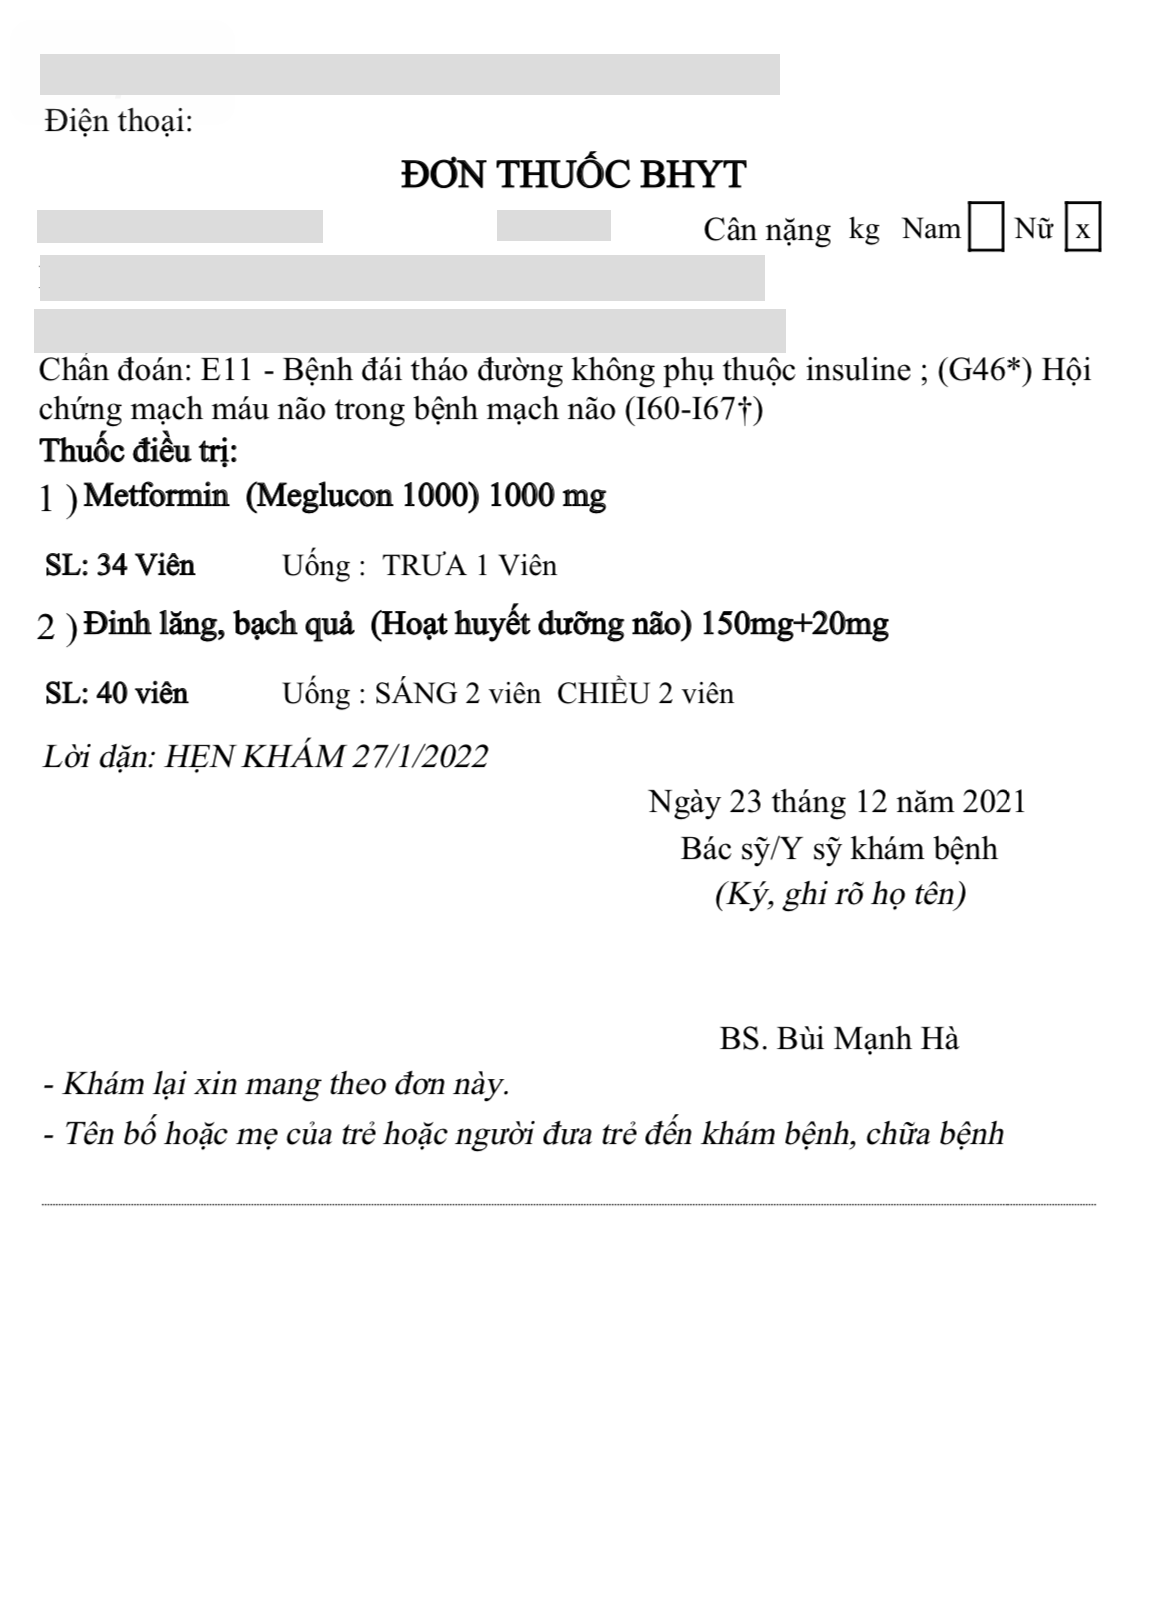 Điện thoại:
ĐƠN THUỐC BHYT
Cân nặng kg Nam Nữ x
Chẩn đoán: E11 - Bệnh đái tháo đường không phụ thuộc insuline ; (G46*) Hội
chứng mạch máu não trong bệnh mạch não (I60-I67†)
Thuốc điều trị:
1 ) Metformin (Meglucon 1000) 1000 mg
SL: 34 Viên Uống : TRƯA 1 Viên
2 ) Đinh lăng, bạch quả (Hoạt huyết dưỡng não) 150mg+20mg
SL: 40 viên Uống : SÁNG 2 viên CHIỀU 2 viên
Lời dặn: HẸN KHÁM 27/1/2022
Ngày 23 tháng 12 năm 2021
Bác sỹ/Y sỹ khám bệnh
(Ký, ghi rõ họ tên)
BS. Bùi Mạnh Hà
- Khám lại xin mang theo đơn này.
- Tên bố hoặc mẹ của trẻ hoặc người đưa trẻ đến khám bệnh, chữa bệnh